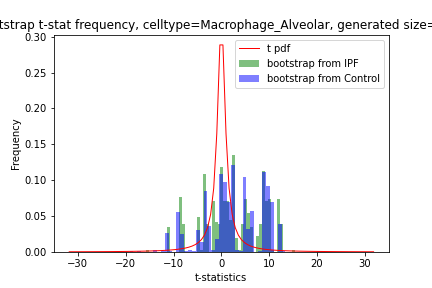 tstrap t-stat frequency, celltype=Macrophage_Alveolar, generated size=
0.30
0.25
0.20
0.15
0.10
0.05
0.00
Frequency
t pdf
bootstrap from IPF
bootstrap from Control
−30 −20 −10 0 10 20 30
t-statistics